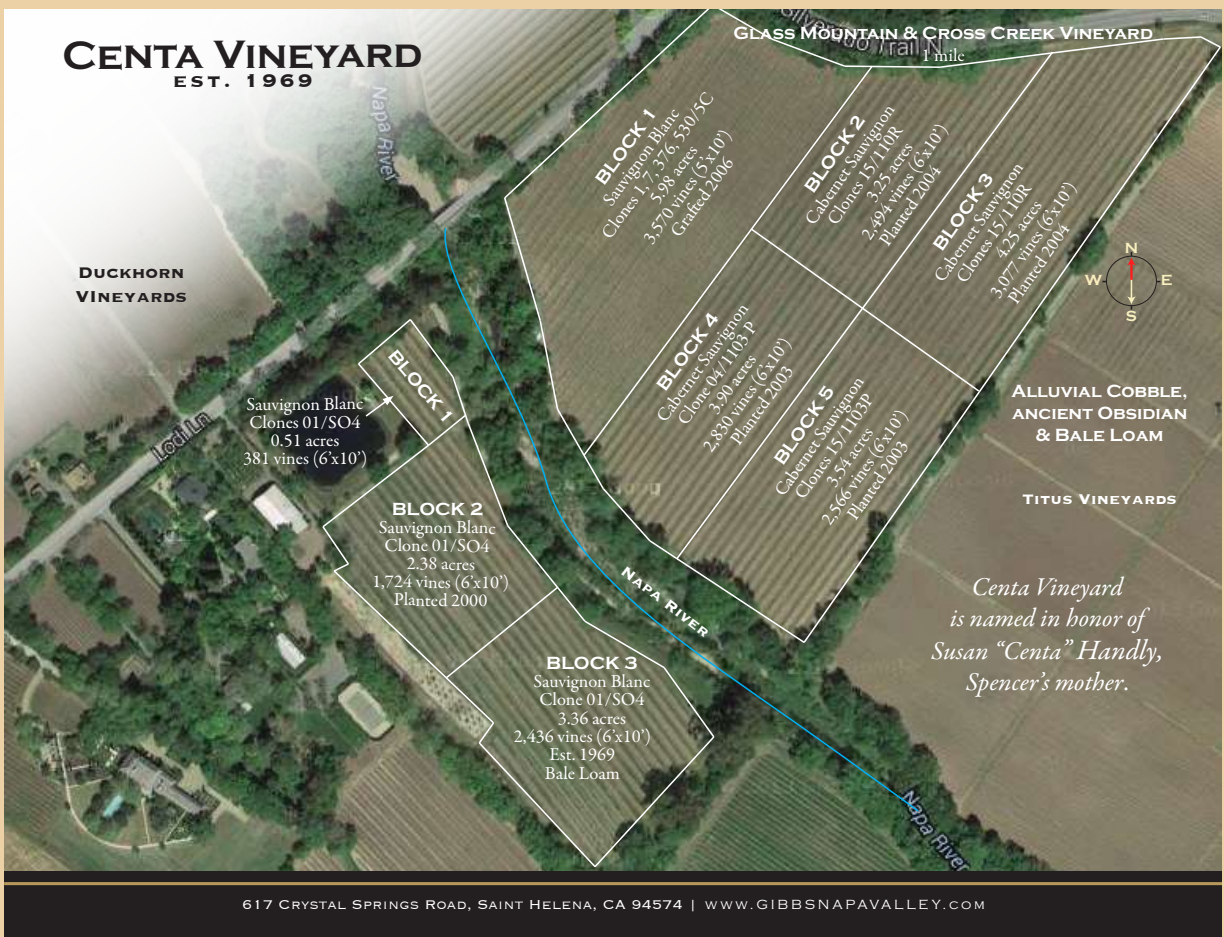 CENTA VINEYARD
EST. 1969
GLASS MOUNTAIN & CROSS CREEK VINEYARD
1 mile
Silverado Trail N
Napa River
BLOCK 1
Sauvignon Blanc
Clones 1, 7, 376, 530/5C
5.98 acres
3,570 vines (5'x10')
Grafted 2006
BLOCK 2
Cabernet Sauvignon
Clones 15/110R
3.25 acres
2,494 vines (6'x10')
Planted 2004
BLOCK 3
Cabernet Sauvignon
Clones 15/110R
4.25 acres
3,077 vines (6'x10')
Planted 2004
N
W E
S
DUCKHORN
VINEYARDS
BLOCK 4
Cabernet Sauvignon
Clone 04/1103 P
3.90 acres
2,830 vines (6'x10')
Planted 2003
BLOCK 5
Cabernet Sauvignon
Clones 15/1103P
3.54 acres
2,566 vines (6'x10')
Planted 2003
BLOCK 1
Sauvignon Blanc
Clones 01/SO4
0.51 acres
381 vines (6'x10')
Lodi Ln
ALLUVIAL COBBLE,
ANCIENT OBSIDIAN
& BALE LOAM
TITUS VINEYARDS
BLOCK 2
Sauvignon Blanc
Clone 01/SO4
2.38 acres
1,724 vines (6'x10')
Planted 2000
NAPA RIVER
Centa Vineyard
is named in honor of
Susan “Centa” Handly,
Spencer’s mother.
BLOCK 3
Sauvignon Blanc
Clone 01/SO4
3.36 acres
2,436 vines (6'x10')
Est. 1969
Bale Loam
Napa River
617 CRYSTAL SPRINGS ROAD, SAINT HELENA, CA 94574 | WWW.GIBBSNAPAVALLEY.COM